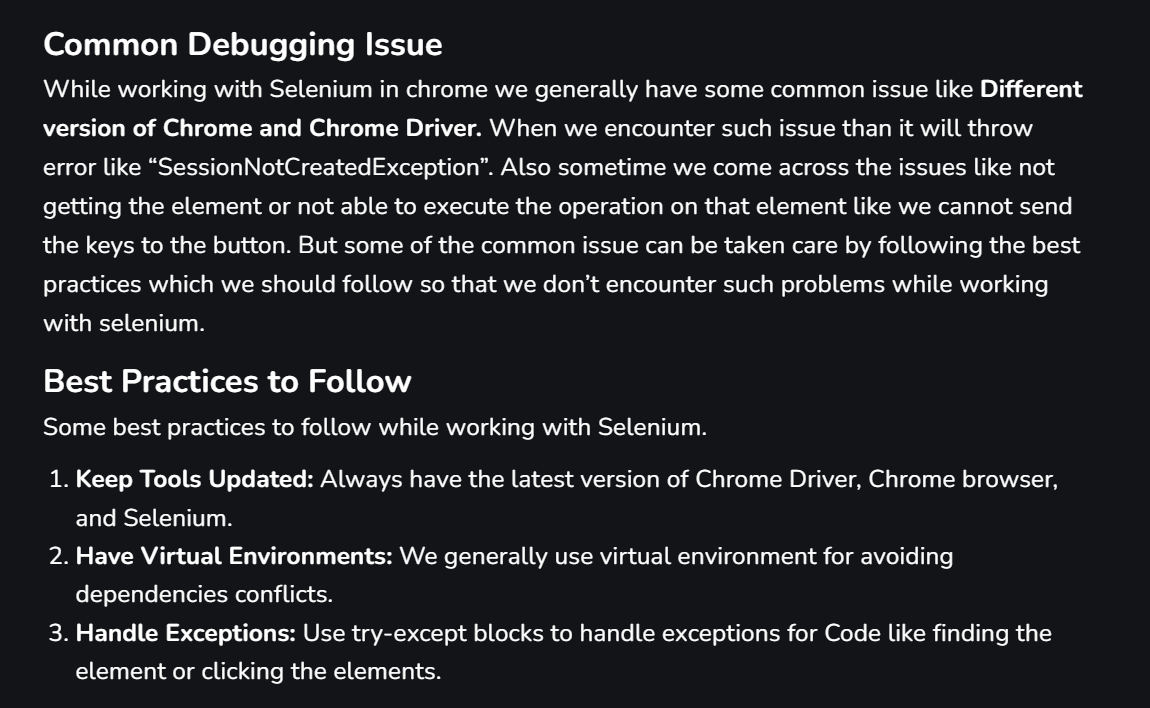 Common Debugging Issue
While working with Selenium in chrome we generally have some common issue like Different
version of Chrome and Chrome Driver. When we encounter such issue than it will throw
error like “SessionNotCreatedException”. Also sometime we come across the issues like not
getting the element or not able to execute the operation on that element like we cannot send
the keys to the button. But some of the common issue can be taken care by following the best
practices which we should follow so that we don’t encounter such problems while working
with selenium.
Best Practices to Follow
Some best practices to follow while working with Selenium.
1. Keep Tools Updated: Always have the latest version of Chrome Driver, Chrome browser,
and Selenium.
2. Have Virtual Environments: We generally use virtual environment for avoiding
dependencies conflicts.
3. Handle Exceptions: Use try-except blocks to handle exceptions for Code like finding the
element or clicking the elements.